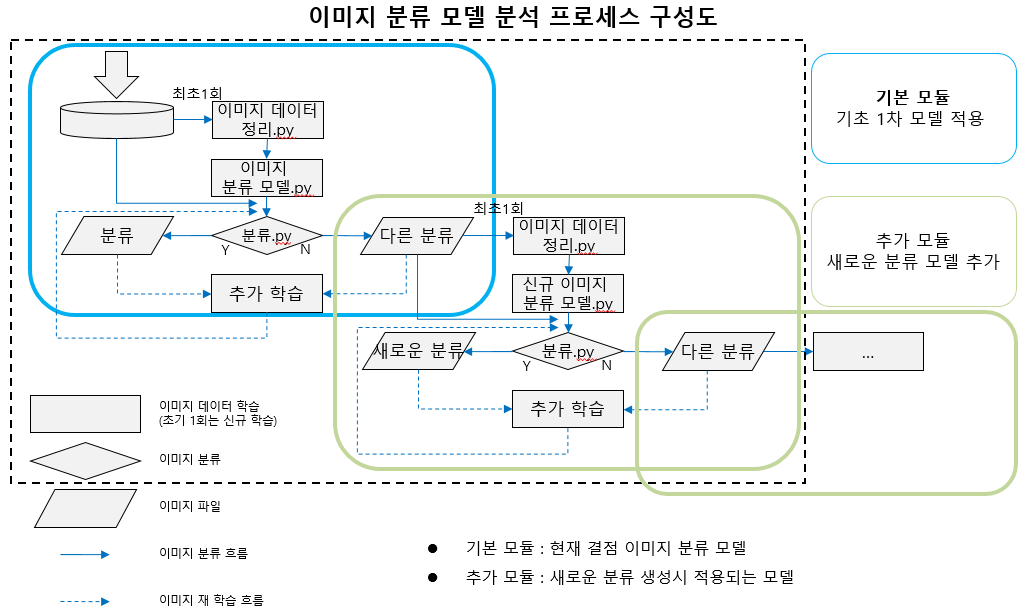 이미지 분류 모델 분석 프로세스 구성도
최초1회
이미지 데이터
정리.py
이미지
분류 모델.py
분류
분류.py
Y
N
다른 분류
추가 학습
최초1회
이미지 데이터
정리.py
신규 이미지
분류 모델.py
새로운 분류
분류.py
Y
N
다른 분류
...
추가 학습
기본 모듈
기초 1차 모델 적용
추가 모듈
새로운 분류 모델 추가
이미지 데이터 학습
(초기 1회는 신규 학습)
이미지 분류
이미지 파일
이미지 분류 흐름
이미지 재 학습 흐름
● 기본 모듈 : 현재 결점 이미지 분류 모델
● 추가 모듈 : 새로운 분류 생성시 적용되는 모델